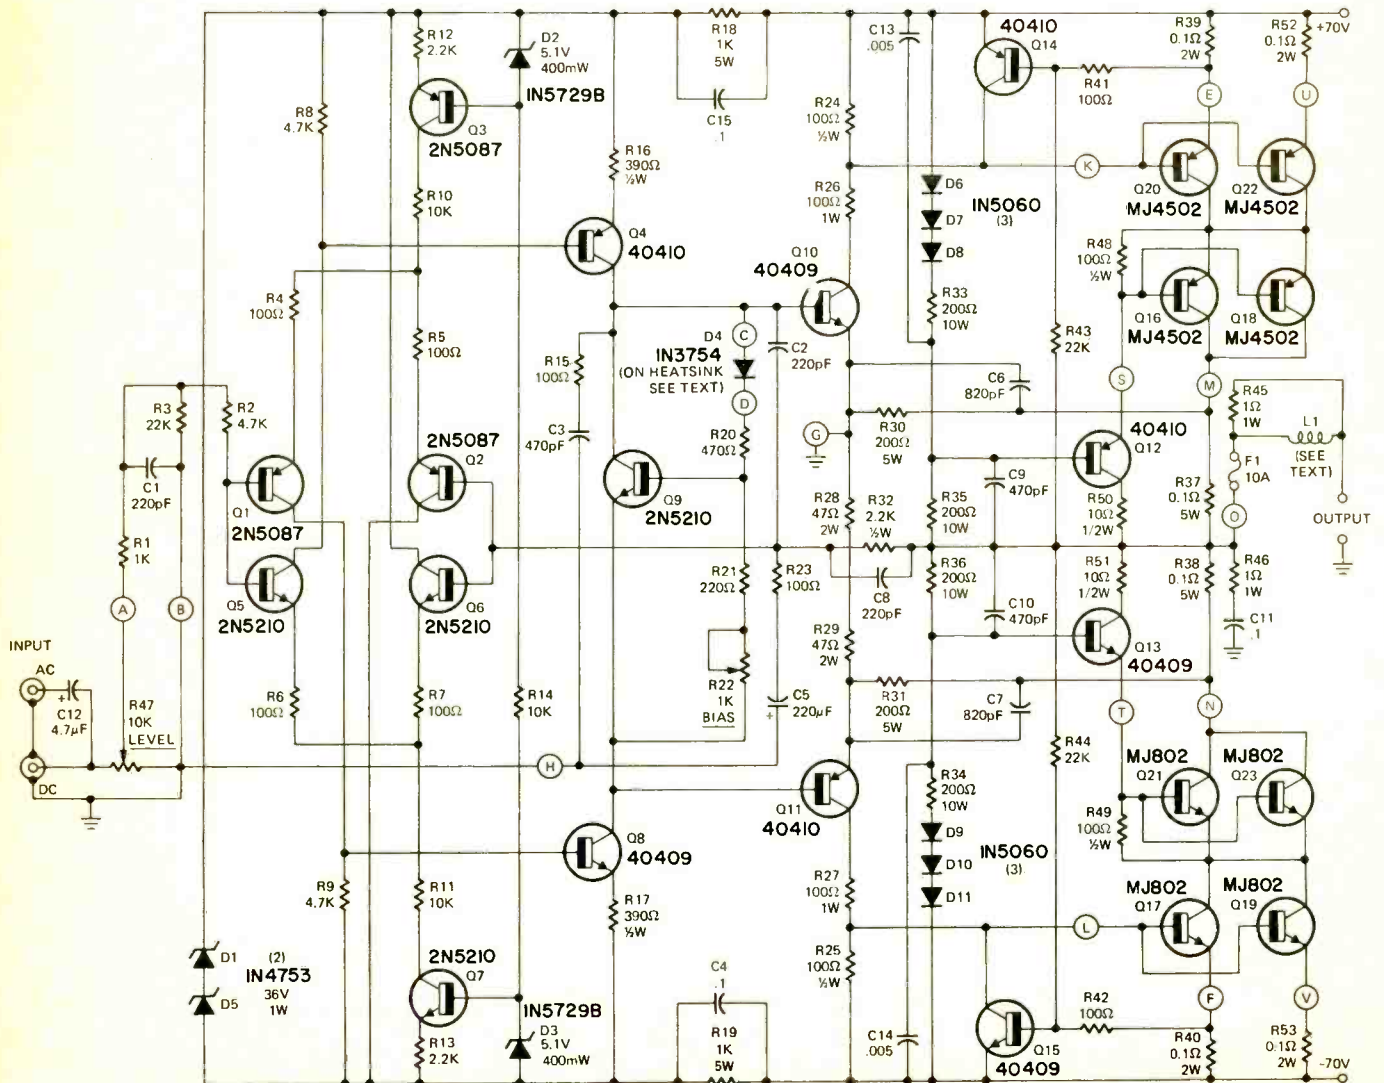 R12
2.2K
D2
5.1V
400mW
IN5729B
R18
1K
5W
C15
.1
C13
.005
40410
Q14
R39
0.1Ω
2W
R52
0.1Ω
2W
+70V
R41
100Ω
E
U
R8
4.7K
Q3
2N5087
R16
390Ω
½W
R24
100Ω
½W
K
Q20
MJ4502
Q22
MJ4502
R10
10K
R26
100Ω
1W
D6
D7
D8
IN5060
(3)
Q4
40410
Q10
40409
R48
100Ω
½W
Q16
MJ4502
Q18
MJ4502
R4
100Ω
R5
100Ω
R33
200Ω
10W
R43
22K
R15
100Ω
D4
IN3754
(ON HEATSINK
SEE TEXT)
C
D
C2
220pF
C6
820pF
S
M
R45
1Ω
1W
L1
(SEE
TEXT)
R3
22K
R2
4.7K
C1
220pF
2N5087
Q2
C3
470pF
R20
470Ω
G
R30
200Ω
5W
40410
Q12
F1
10A
Q1
2N5087
Q9
2N5210
R28
47Ω
2W
R32
2.2K
½W
R35
200Ω
10W
C9
470pF
R50
10Ω
1/2W
R37
0.1Ω
5W
O
OUTPUT
R1
1K
A
B
Q5
2N5210
Q6
2N5210
R21
220Ω
R23
100Ω
C8
220pF
R36
200Ω
10W
C10
470pF
R51
10Ω
1/2W
R38
0.1Ω
5W
R46
1Ω
1W
C11
.1
INPUT
AC
C12
4.7µF
+
R47
10K
LEVEL
DC
R6
100Ω
R7
100Ω
R14
10K
R22
1K
BIAS
C5
220µF
+
R29
47Ω
2W
R31
200Ω
5W
C7
820pF
Q13
40409
T
N
H
R44
22K
MJ802
Q21
MJ802
Q23
Q11
40410
R34
200Ω
10W
R49
100Ω
½W
Q8
40409
D9
D10
D11
IN5060
(3)
R9
4.7K
R11
10K
R17
390Ω
½W
R27
100Ω
1W
MJ802
Q17
MJ802
Q19
L
D1
(2)
IN4753
36V
1W
D5
2N5210
Q7
IN5729B
D3
5.1V
400mW
C4
.1
R19
1K
5W
R25
100Ω
½W
C14
.005
R42
100Ω
F
V
R13
2.2K
Q15
40409
R40
0.1Ω
2W
R53
0.1Ω
2W
-70V